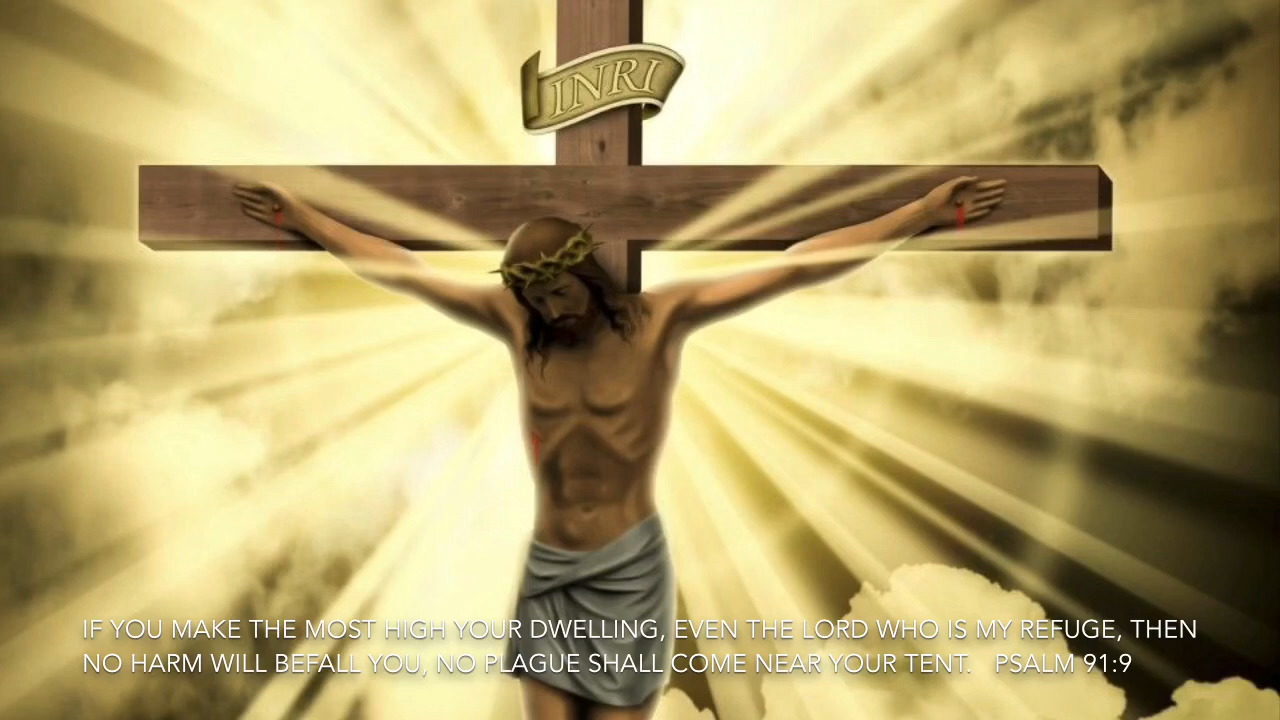 INRI
IF YOU MAKE THE MOST HIGH YOUR DWELLING, EVEN THE LORD WHO IS MY REFUGE, THEN
NO HARM WILL BEFALL YOU, NO PLAGUE SHALL COME NEAR YOUR TENT. PSALM 91:9